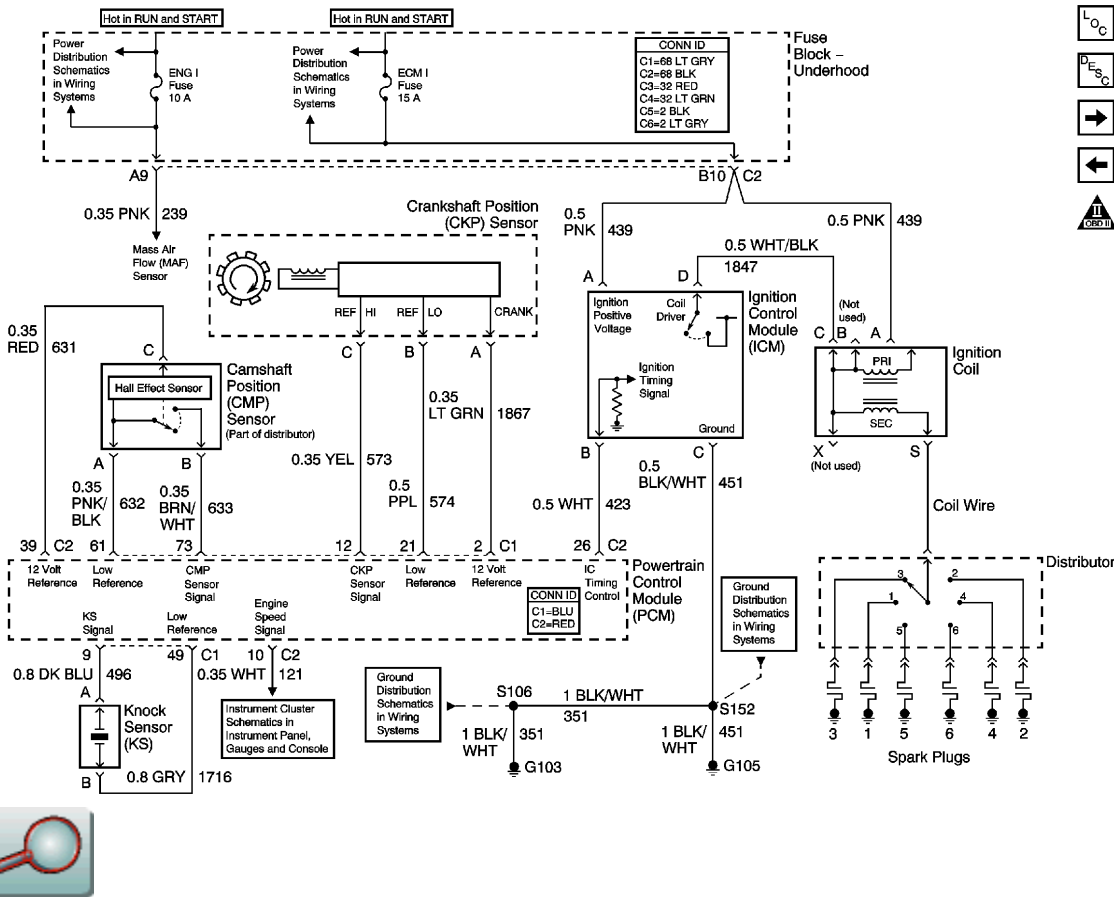 Hot in RUN and START
Hot in RUN and START
Power
Distribution
Schematics
in Wiring
Systems
ENG I
Fuse
10 A
Power
Distribution
Schematics
in Wiring
Systems
ECM I
Fuse
15 A
CONN ID
C1=68 LT GRY
C2=68 BLK
C3=32 RED
C4=32 LT GRN
C5=2 BLK
C6=2 LT GRY
Fuse
Block –
Underhood
LOC
DESC
II
OBD II
A9
B10
C2
0.35 PNK
239
Mass Air
Flow (MAF)
Sensor
Crankshaft Position
(CKP) Sensor
REF
HI
REF
LO
CRANK
C
B
A
0.5
PNK
439
0.5 PNK
439
0.5 WHT/BLK
1847
A
D
Ignition
Positive
Voltage
Coil
Driver
Ignition
Timing
Signal
Ground
Ignition
Control
Module
(ICM)
B
C
(Not
used)
C
B
A
PRI
SEC
Ignition
Coil
X
(Not used)
S
0.35
RED
631
C
Hall Effect Sensor
Camshaft
Position
(CMP)
Sensor
(Part of distributor)
A
B
0.35
PNK/
BLK
632
0.35
BRN/
WHT
633
0.35 YEL
573
0.35
LT GRN
1867
0.5
PPL
574
0.5 WHT
423
0.5
BLK/WHT
451
Coil Wire
39
C2
61
73
12
21
2
C1
26
C2
12 Volt
Reference
Low
Reference
CMP
Sensor
Signal
CKP
Sensor
Signal
Low
Reference
12 Volt
Reference
IC
Timing
Control
CONN ID
C1=BLU
C2=RED
Powertrain
Control
Module
(PCM)
KS
Signal
Low
Reference
Engine
Speed
Signal
9
49
C1
10
C2
0.8 DK BLU
496
0.35 WHT
121
A
Knock
Sensor
(KS)
B
0.8 GRY
1716
Instrument Cluster
Schematics in
Instrument Panel,
Gauges and Console
Ground
Distribution
Schematics
in Wiring
Systems
S106
1 BLK/WHT
351
S152
1 BLK/
WHT
351
G103
1 BLK/
WHT
451
G105
Ground
Distribution
Schematics
in Wiring
Systems
Distributor
3
2
1
4
5
6
3
1
5
6
4
2
Spark Plugs